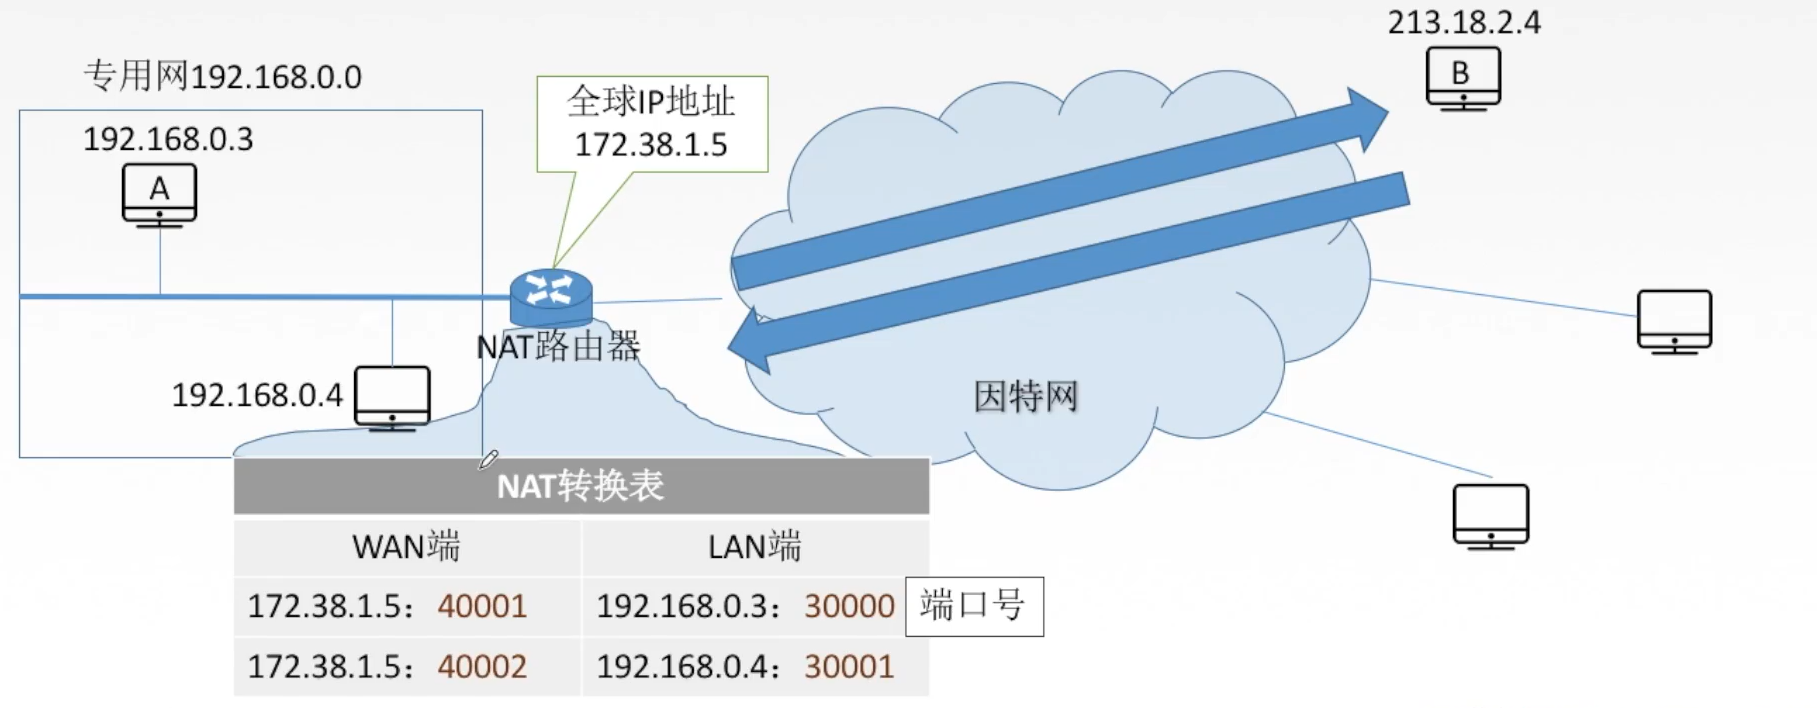 213.18.2.4
B
专用网192.168.0.0
全球IP地址
172.38.1.5
192.168.0.3
A
NAT路由器
192.168.0.4
因特网
NAT转换表
WAN端 LAN端
172.38.1.5：40001 192.168.0.3：30000 端口号
172.38.1.5：40002 192.168.0.4：30001